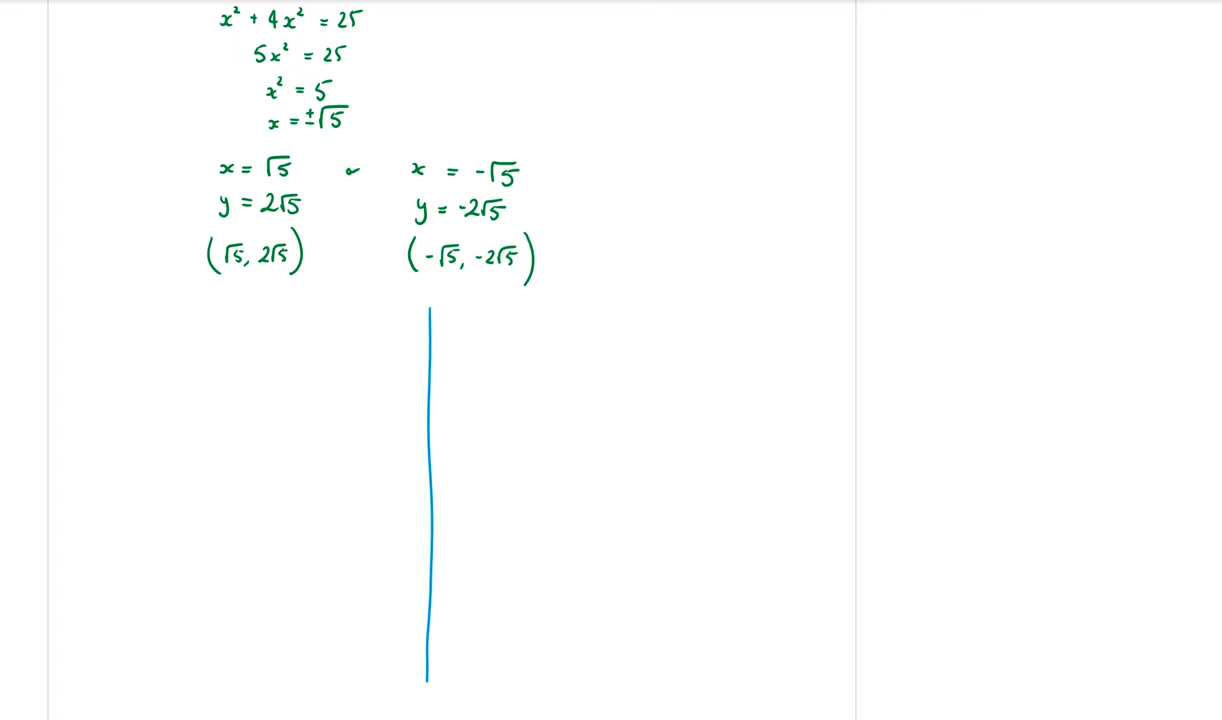 x² + 4x² = 25
5x² = 25
x² = 5
x = ±√5
x = √5 or x = -√5
y = 2√5 y = -2√5
(√5, 2√5) (-√5, -2√5)